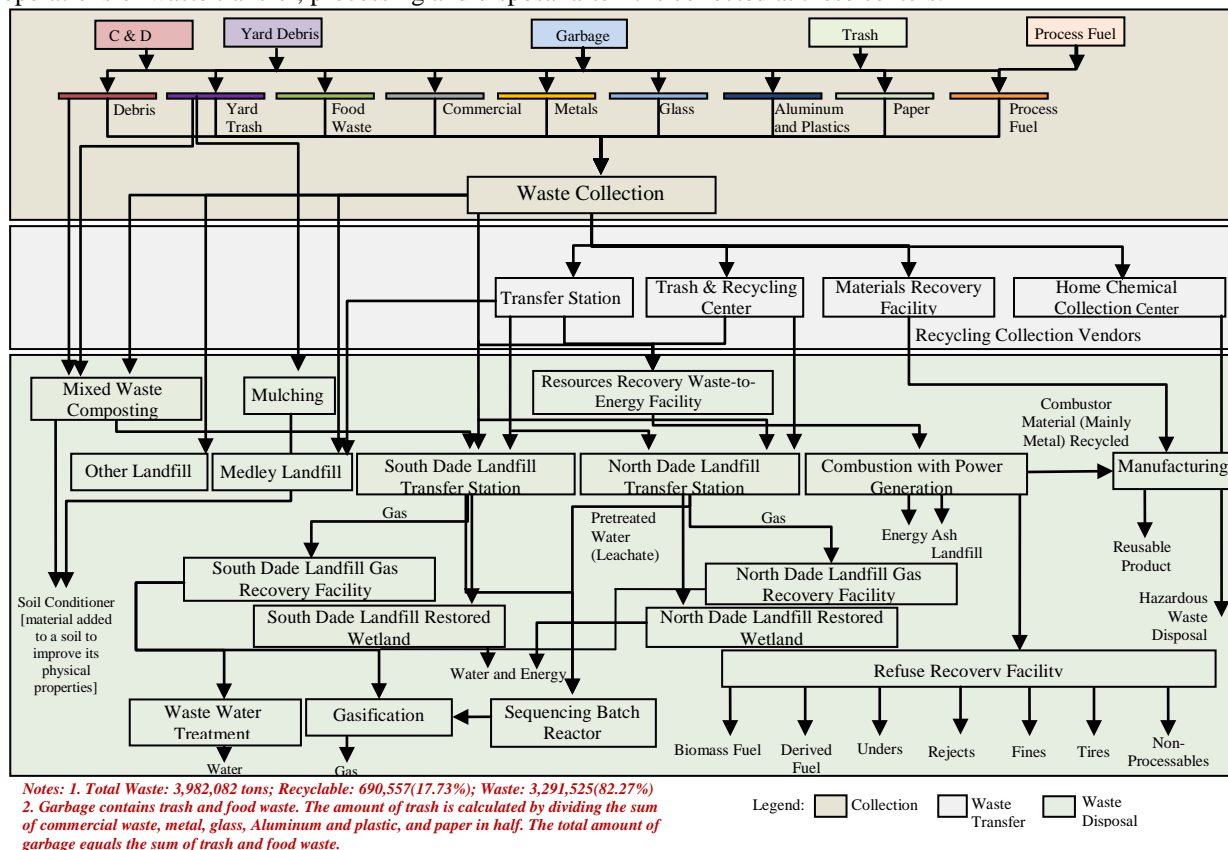 C & D
Yard Debris
Garbage
Trash
Process Fuel
Debris
Yard
Trash
Food
Waste
Commercial
Metals
Glass
Aluminum
and Plastics
Paper
Process
Fuel
Waste Collection
Transfer Station
Trash & Recycling
Center
Materials Recovery
Facility
Home Chemical
Collection Center
Recycling Collection Vendors
Mixed Waste
Composting
Mulching
Resources Recovery Waste-to-
Energy Facility
Combustor
Material (Mainly
Metal) Recycled
Other Landfill
Medley Landfill
South Dade Landfill
Transfer Station
North Dade Landfill
Transfer Station
Combustion with Power
Generation
Manufacturing
Gas
Pretreated
Water
(Leachate)
Gas
Energy
Ash
Landfill
Reusable
Product
South Dade Landfill Gas
Recovery Facility
North Dade Landfill Gas
Recovery Facility
Soil Conditioner
[material added
to a soil to
improve its
physical
properties]
South Dade Landfill Restored
Wetland
North Dade Landfill Restored
Wetland
Hazardous
Waste
Disposal
Water and Energy
Refuse Recovery Facility
Waste Water
Treatment
Gasification
Sequencing Batch
Reactor
Biomass Fuel
Derived
Fuel
Unders
Rejects
Fines
Tires
Non-
Processables
Water
Gas
Notes: 1. Total Waste: 3,982,082 tons; Recyclable: 690,557(17.73%); Waste: 3,291,525(82.27%)
2. Garbage contains trash and food waste. The amount of trash is calculated by dividing the sum
of commercial waste, metal, glass, Aluminum and plastic, and paper in half. The total amount of
garbage equals the sum of trash and food waste.
Legend:
Collection
Waste
Transfer
Waste
Disposal